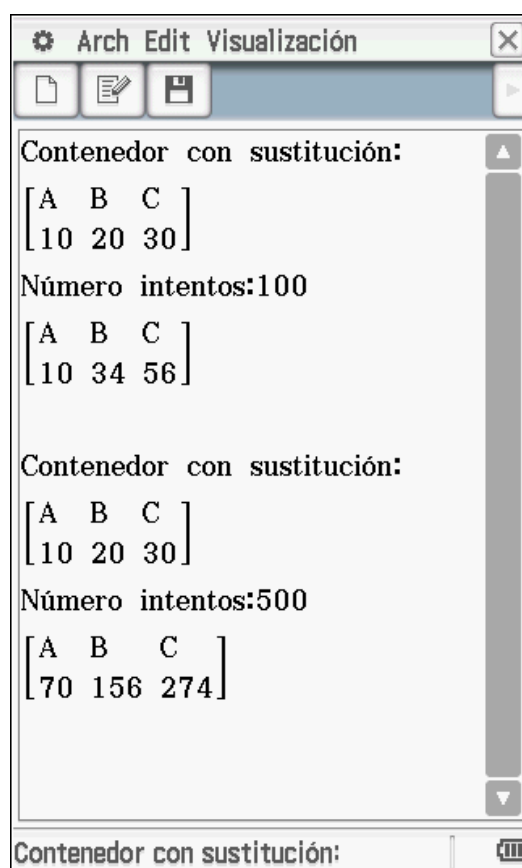 Arch Edit Visualización
Contenedor con sustitución:
A B C
10 20 30
Número intentos:100
A B C
10 34 56
Contenedor con sustitución:
A B C
10 20 30
Número intentos:500
A B C
70 156 274
Contenedor con sustitución: